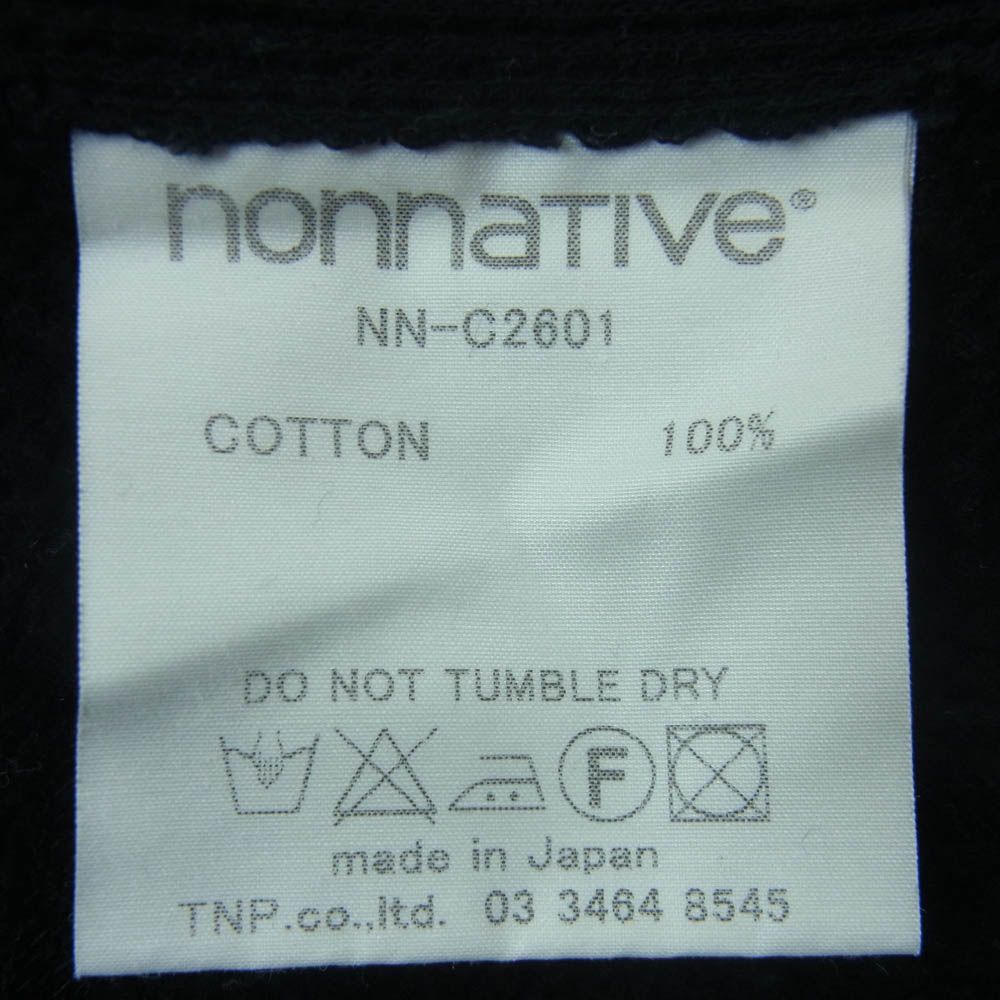 nonnative®
NN-C2601
COTTON 100%
DO NOT TUMBLE DRY
F
made in Japan
TNP.co.,ltd. 03 3464 8545